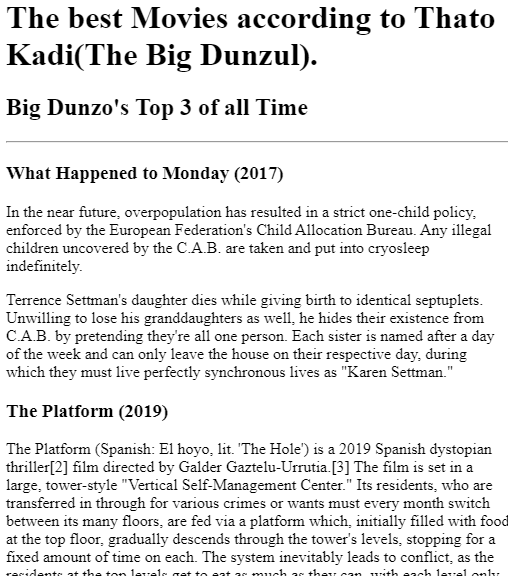 The best Movies according to Thato
Kadi(The Big Dunzul).
Big Dunzo's Top 3 of all Time
What Happened to Monday (2017)
In the near future, overpopulation has resulted in a strict one-child policy,
enforced by the European Federation's Child Allocation Bureau. Any illegal
children uncovered by the C.A.B. are taken and put into cryosleep
indefinitely.
Terrence Settman's daughter dies while giving birth to identical septuplets.
Unwilling to lose his granddaughters as well, he hides their existence from
C.A.B. by pretending they're all one person. Each sister is named after a day
of the week and can only leave the house on their respective day, during
which they must live perfectly synchronous lives as "Karen Settman."
The Platform (2019)
The Platform (Spanish: El hoyo, lit. 'The Hole') is a 2019 Spanish dystopian
thriller[2] film directed by Galder Gaztelu-Urrutia.[3] The film is set in a
large, tower-style "Vertical Self-Management Center." Its residents, who are
transferred in through for various crimes or wants must every month switch
between its many floors, are fed via a platform which, initially filled with food
at the top floor, gradually descends through the tower's levels, stopping for a
fixed amount of time on each. The system inevitably leads to conflict, as the
residents at the top levels get to eat as much as they can, with each level only